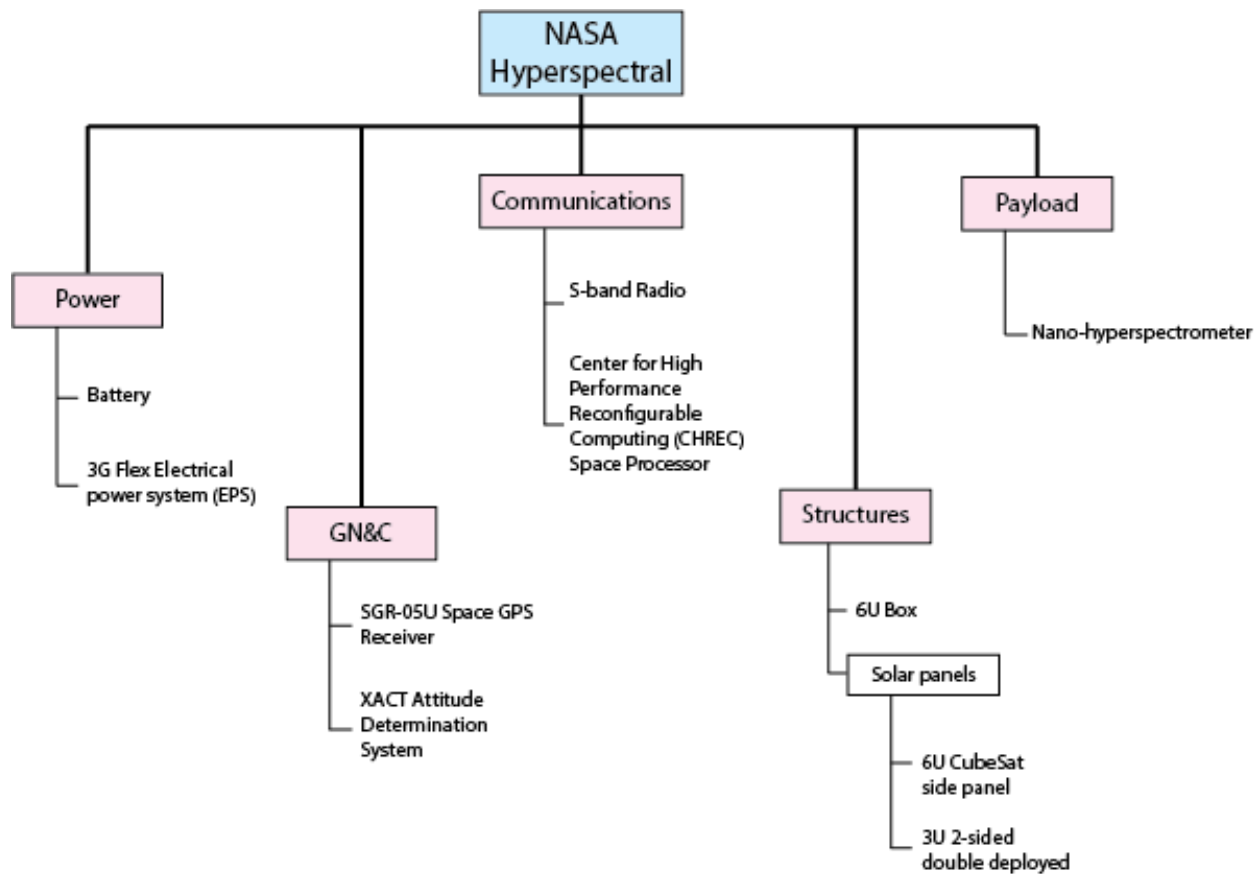 NASA
Hyperspectral
Communications
Payload
Power
S-band Radio
Nano-hyperspectrometer
Center for High
Performance
Reconfigurable
Computing (CHREC)
Space Processor
Battery
3G Flex Electrical
power system (EPS)
GN&C
Structures
SGR-05U Space GPS
Receiver
6U Box
XACT Attitude
Determination
System
Solar panels
6U CubeSat
side panel
3U 2-sided
double deployed